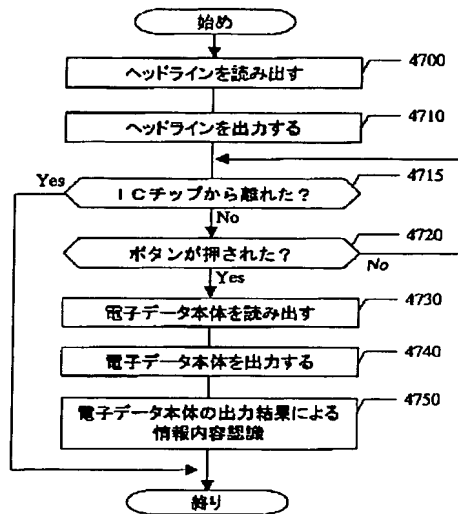 始め
ヘッドラインを読み出す
4700
ヘッドラインを出力する
4710
Yes
ICチップから離れた?
4715
No
ボタンが押された?
4720
No
Yes
電子データ本体を読み出す
4730
電子データ本体を出力する
4740
電子データ本体の出力結果による
情報内容認識
4750
終り